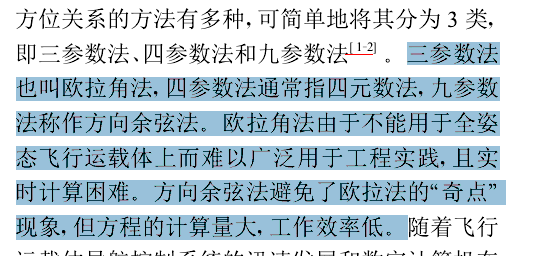 方位关系的方法有多种,可简单地将其分为 3 类,
即三参数法、四参数法和九参数法[1-2]。三参数法
也叫欧拉角法,四参数法通常指四元数法,九参数
法称作方向余弦法。欧拉角法由于不能用于全姿
态飞行运载体上而难以广泛用于工程实践,且实
时计算困难。方向余弦法避免了欧拉法的“奇点”
现象,但方程的计算量大,工作效率低。随着飞行